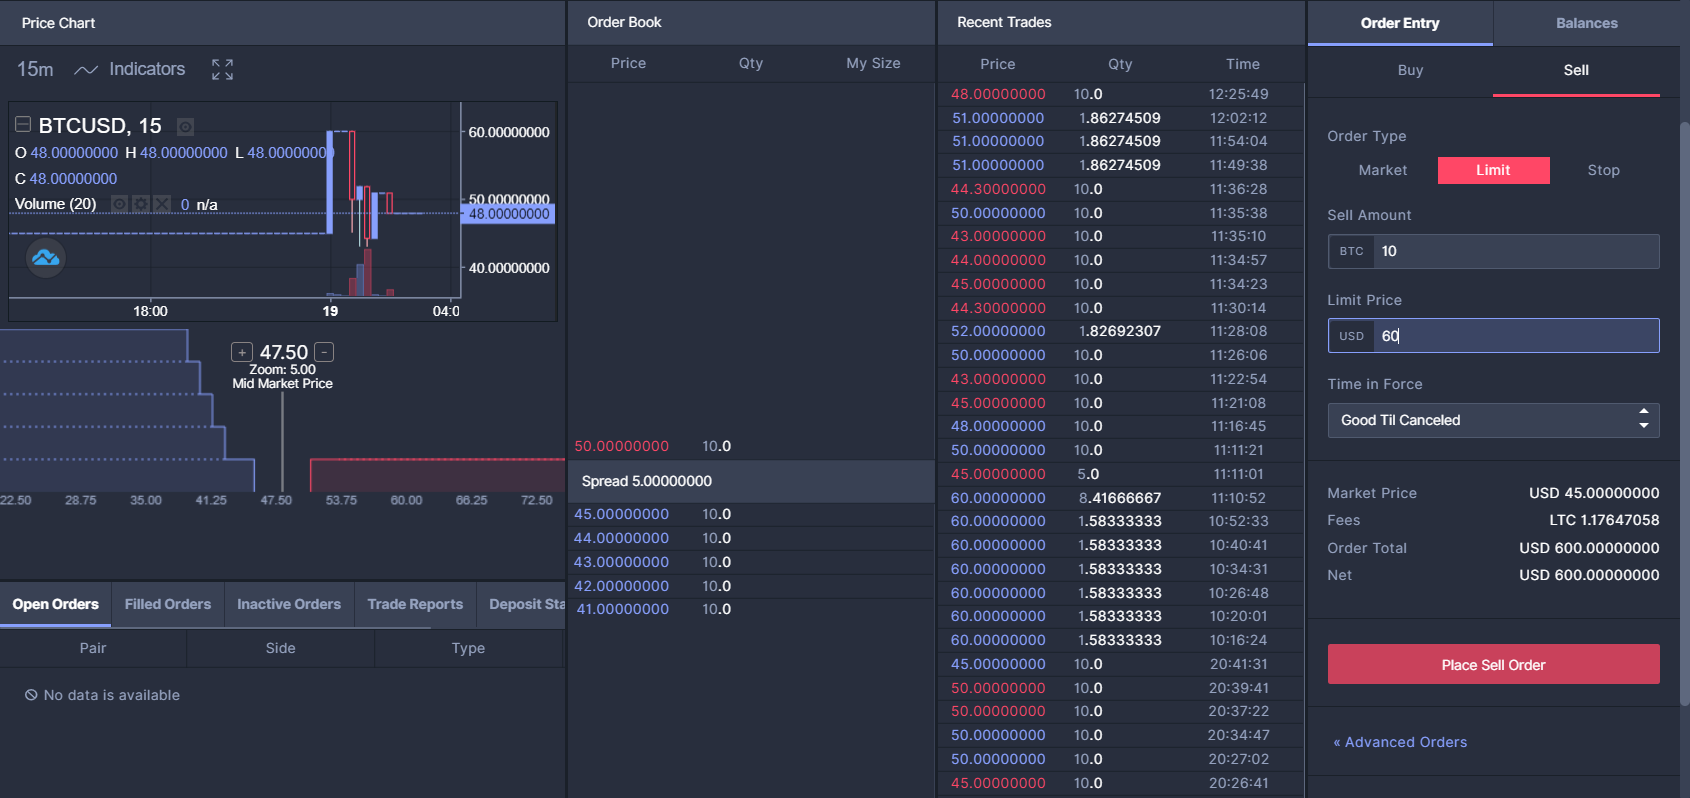 Price Chart
15m Indicators
BTCUSD, 15
O 48.00000000 H 48.00000000 L 48.00000000
C 48.00000000
Volume (20) 0 n/a
60.00000000
50.00000000
48.00000000
40.00000000
18:00 19 04:0
+ 47.50 -
Zoom: 5.00
Mid Market Price
22.50 28.75 35.00 41.25 47.50 53.75 60.00 66.25 72.50
Open Orders Filled Orders Inactive Orders Trade Reports Deposit Sta
Pair Side Type
No data is available
Order Book
Price Qty My Size
50.00000000 10.0
Spread 5.00000000
45.00000000 10.0
44.00000000 10.0
43.00000000 10.0
42.00000000 10.0
41.00000000 10.0
Recent Trades
Price Qty Time
48.00000000 10.0 12:25:49
51.00000000 1.86274509 12:02:12
51.00000000 1.86274509 11:54:04
51.00000000 1.86274509 11:49:38
44.30000000 10.0 11:36:28
50.00000000 10.0 11:35:38
43.00000000 10.0 11:35:10
44.00000000 10.0 11:34:57
45.00000000 10.0 11:34:23
44.30000000 10.0 11:30:14
52.00000000 1.82692307 11:28:08
50.00000000 10.0 11:26:06
43.00000000 10.0 11:22:54
45.00000000 10.0 11:21:08
48.00000000 10.0 11:16:45
50.00000000 10.0 11:11:21
45.00000000 5.0 11:11:01
60.00000000 8.41666667 11:10:52
60.00000000 1.58333333 10:52:33
60.00000000 1.58333333 10:40:41
60.00000000 1.58333333 10:34:31
60.00000000 1.58333333 10:26:48
60.00000000 1.58333333 10:20:01
60.00000000 1.58333333 10:16:24
45.00000000 10.0 20:41:31
50.00000000 10.0 20:39:41
50.00000000 10.0 20:37:22
50.00000000 10.0 20:34:47
50.00000000 10.0 20:27:02
45.00000000 10.0 20:26:41
Order Entry Balances
Buy Sell
Order Type
Market Limit Stop
Sell Amount
BTC 10
Limit Price
USD 60
Time in Force
Good Til Canceled
Market Price USD 45.00000000
Fees LTC 1.17647058
Order Total USD 600.00000000
Net USD 600.00000000
Place Sell Order
« Advanced Orders